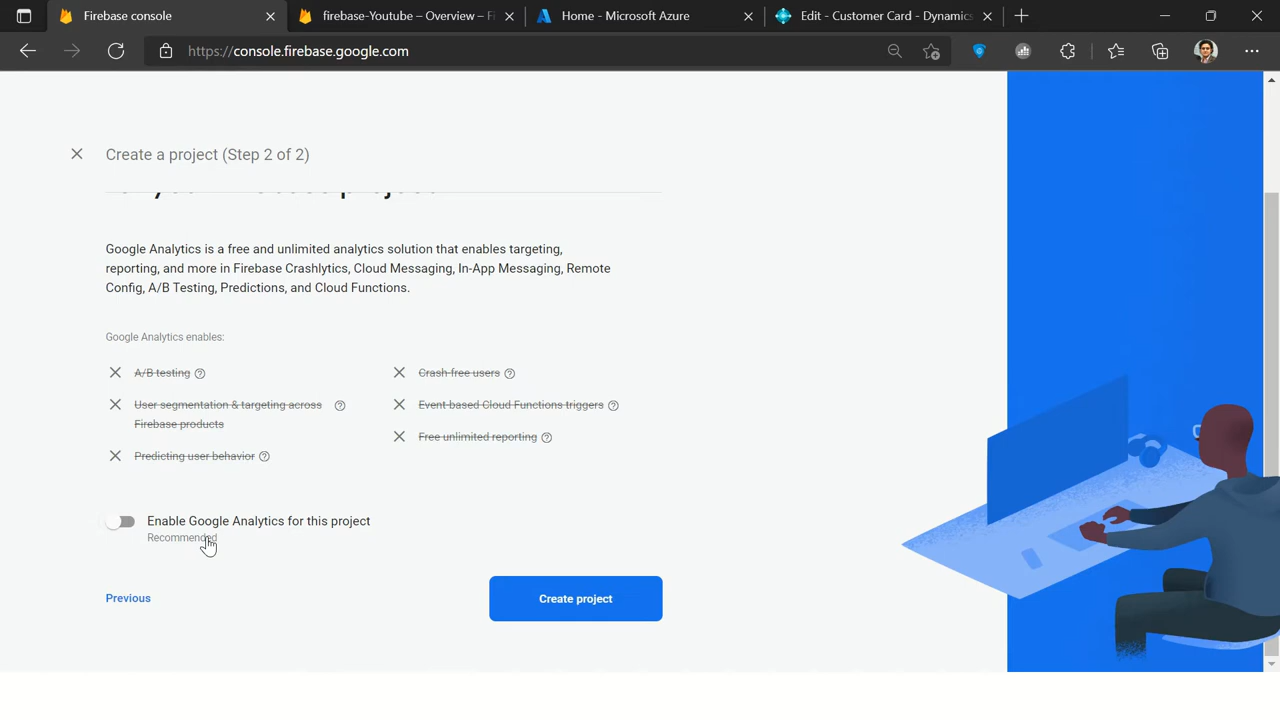 Firebase console
firebase-Youtube – Overview – Fi
Home - Microsoft Azure
Edit - Customer Card - Dynamics
https://console.firebase.google.com
Create a project (Step 2 of 2)
Google Analytics is a free and unlimited analytics solution that enables targeting,
reporting, and more in Firebase Crashlytics, Cloud Messaging, In-App Messaging, Remote
Config, A/B Testing, Predictions, and Cloud Functions.
Google Analytics enables:
A/B testing
Crash-free users
User segmentation & targeting across
Firebase products
Event-based Cloud Functions triggers
Free unlimited reporting
Predicting user behavior
Enable Google Analytics for this project
Recommended
Previous
Create project